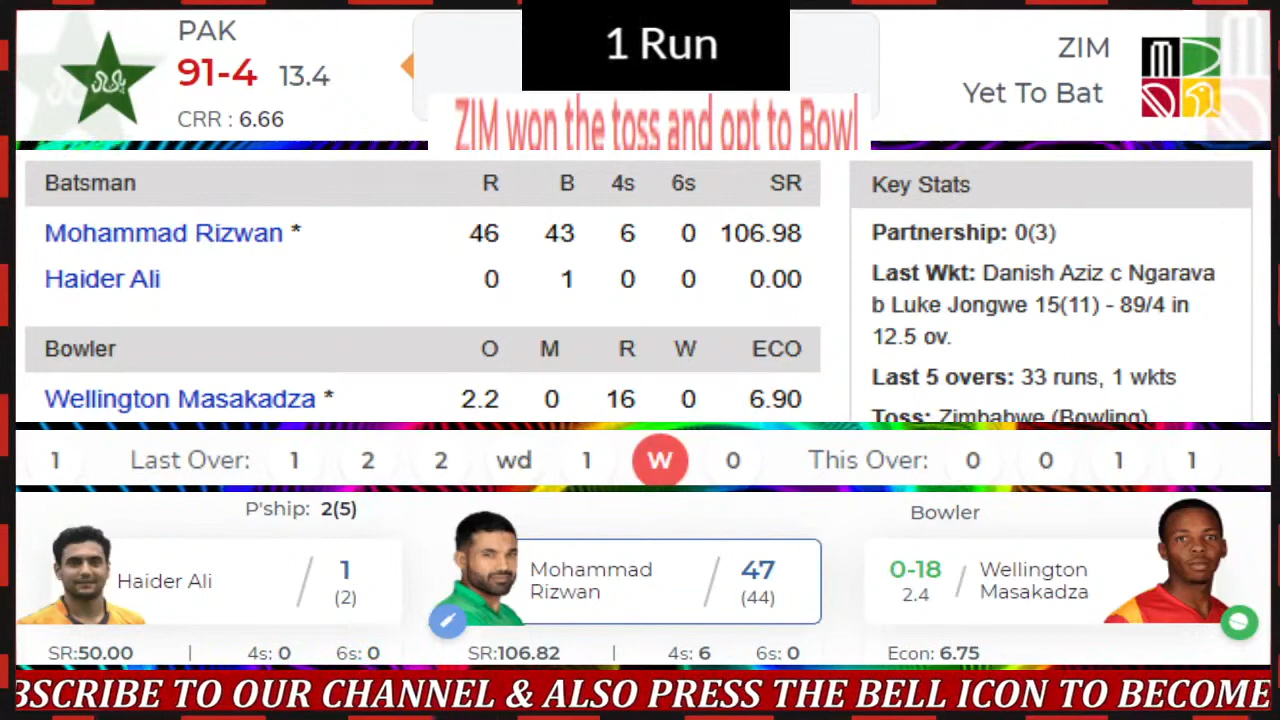 PAK
91-4 13.4
CRR : 6.66
1 Run
ZIM won the toss and opt to Bowl
ZIM
Yet To Bat
Batsman R B 4s 6s SR
Mohammad Rizwan * 46 43 6 0 106.98
Haider Ali 0 1 0 0 0.00
Bowler O M R W ECO
Wellington Masakadza * 2.2 0 16 0 6.90
Key Stats
Partnership: 0(3)
Last Wkt: Danish Aziz c Ngarava
b Luke Jongwe 15(11) - 89/4 in
12.5 ov.
Last 5 overs: 33 runs, 1 wkts
Toss: Zimbabwe (Bowling)
1 Last Over: 1 2 2 wd 1 W 0 This Over: 0 0 1 1
P'ship: 2(5)
Haider Ali 1
(2)
SR:50.00 | 4s: 0 6s: 0
Mohammad
Rizwan
47
(44)
SR:106.82 | 4s: 6 6s: 0
Bowler
0-18
2.4
Wellington
Masakadza
Econ: 6.75
BSCRIBE TO OUR CHANNEL & ALSO PRESS THE BELL ICON TO BECOME